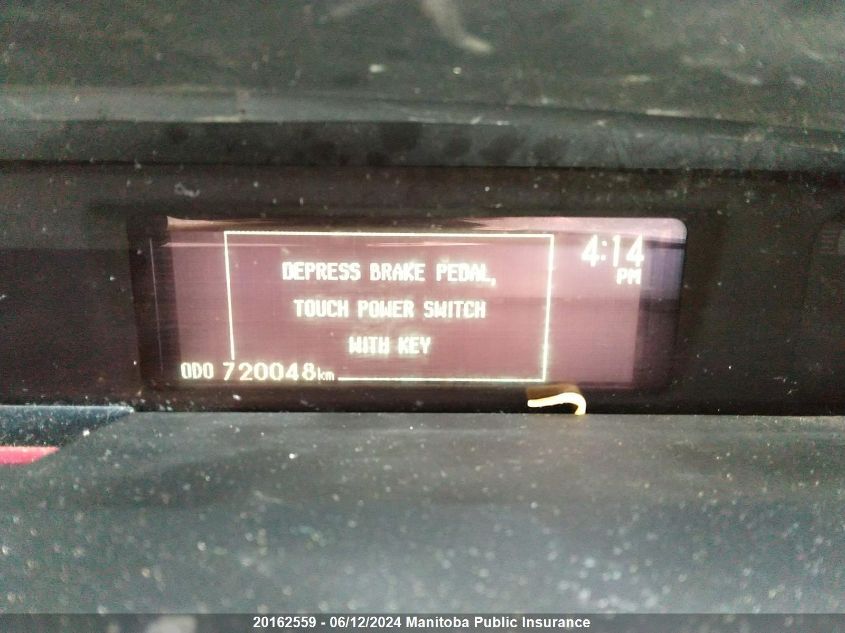 DEPRESS BRAKE PEDAL,
TOUCH POWER SWITCH
WITH KEY
4:14
PM
ODO 720048km
20162559 - 06/12/2024 Manitoba Public Insurance